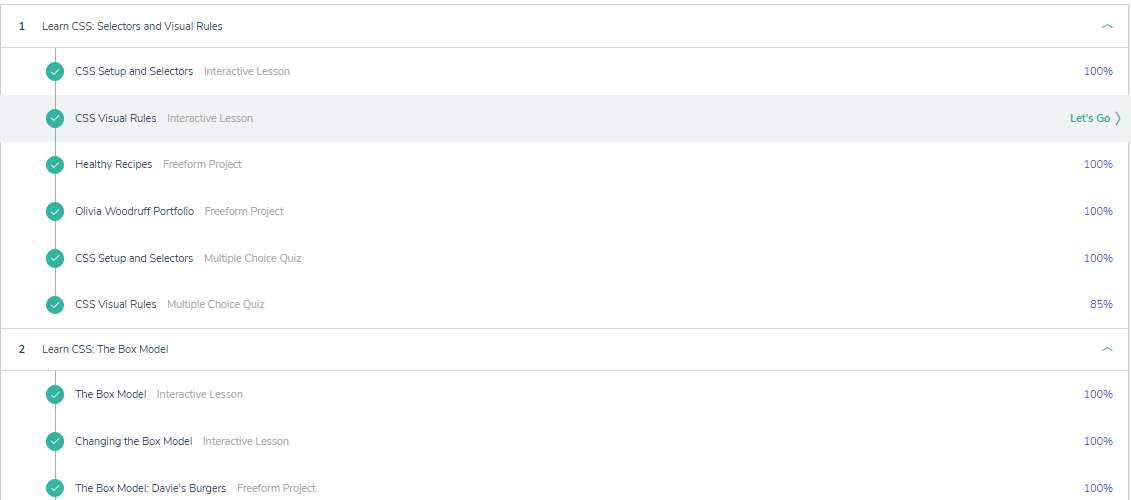 1 Learn CSS: Selectors and Visual Rules
CSS Setup and Selectors Interactive Lesson 100%
CSS Visual Rules Interactive Lesson Let's Go
Healthy Recipes Freeform Project 100%
Olivia Woodruff Portfolio Freeform Project 100%
CSS Setup and Selectors Multiple Choice Quiz 100%
CSS Visual Rules Multiple Choice Quiz 85%
2 Learn CSS: The Box Model
The Box Model Interactive Lesson 100%
Changing the Box Model Interactive Lesson 100%
The Box Model: Davie's Burgers Freeform Project 100%